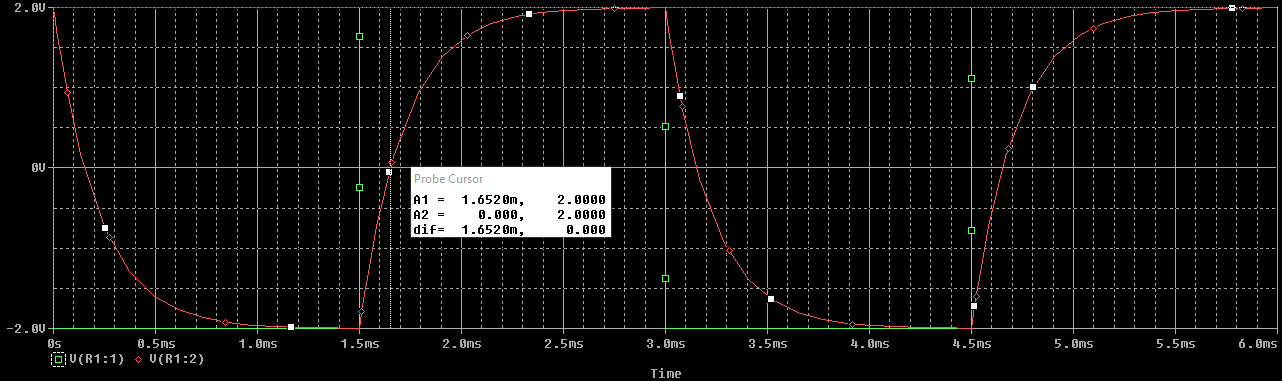 2.0V
0V
-2.0V
Probe Cursor
A1 = 1.6520m, 2.0000
A2 = 0.000, 2.0000
dif= 1.6520m, 0.000
0s 0.5ms 1.0ms 1.5ms 2.0ms 2.5ms 3.0ms 3.5ms 4.0ms 4.5ms 5.0ms 5.5ms 6.0ms
V(R1:1) V(R1:2)
Time